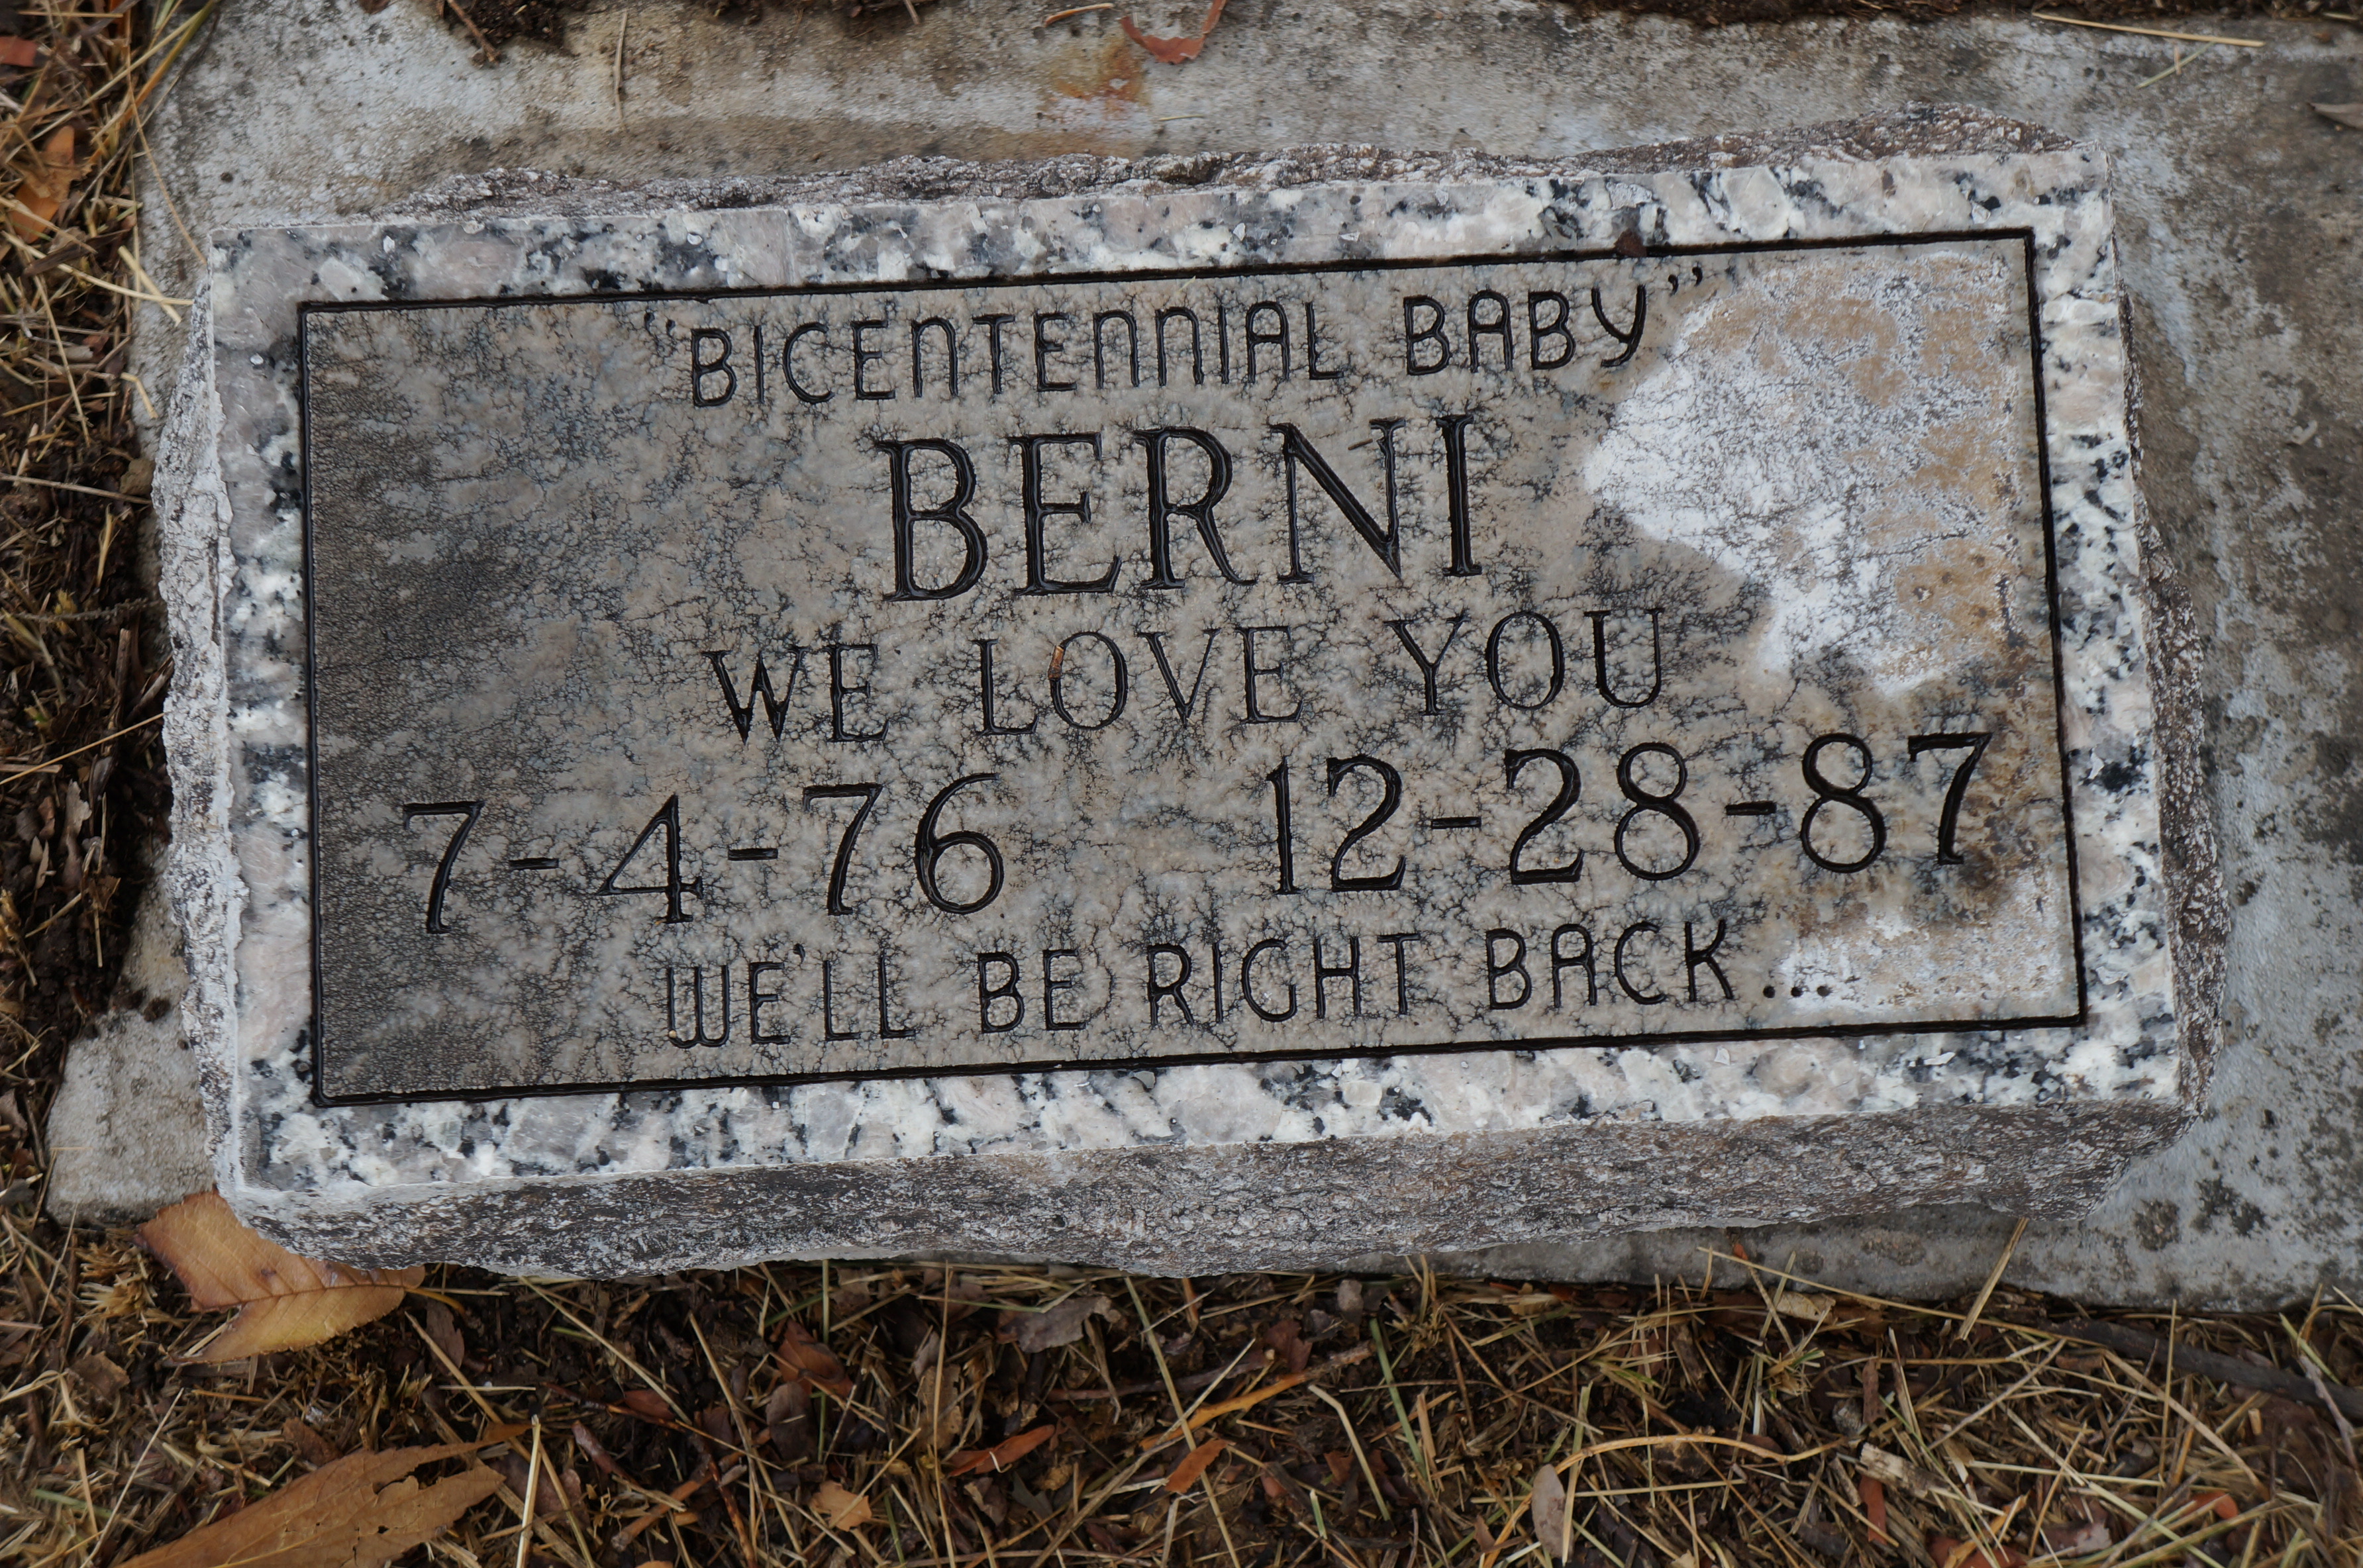 "BICENTENNIAL BABY"
BERNI
WE LOVE YOU
7-4-76 12-28-87
WE'LL BE RIGHT BACK...